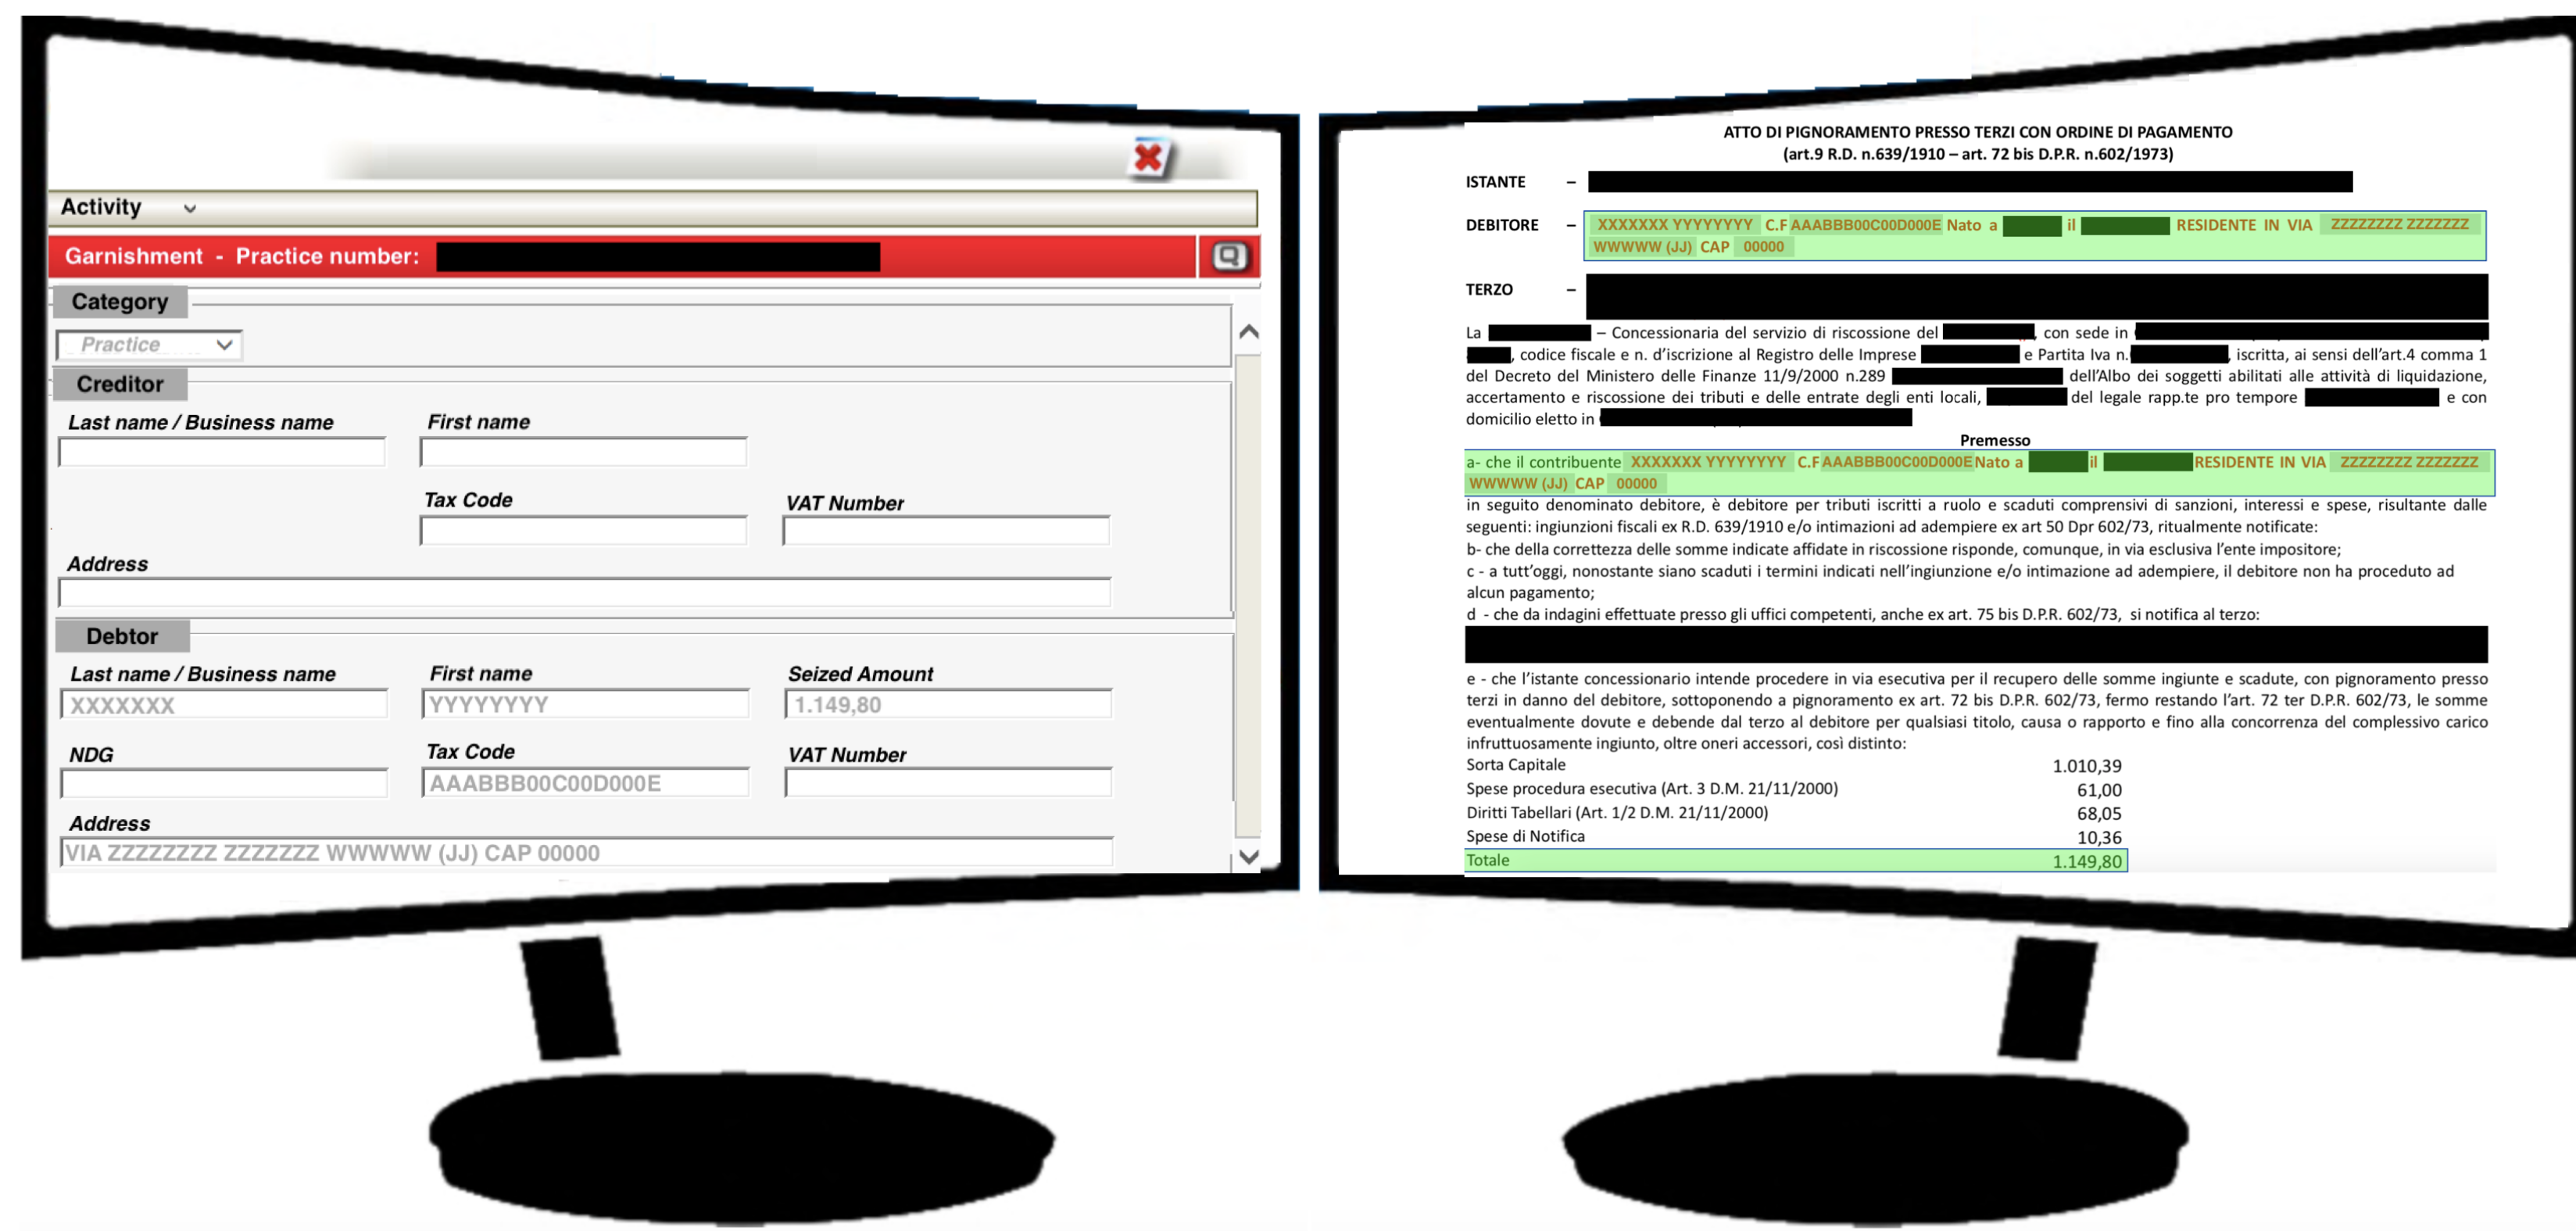 Activity
Garnishment - Practice number:
Category
Practice
Creditor
Last name / Business name First name
Tax Code VAT Number
Address
Debtor
Last name / Business name First name Seized Amount
XXXXXXX YYYYYYYY 1.149,80
NDG Tax Code VAT Number
AAABBB00C00D000E
Address
VIA ZZZZZZZZ ZZZZZZZ WWWWW (JJ) CAP 00000
ATTO DI PIGNORAMENTO PRESSO TERZI CON ORDINE DI PAGAMENTO
(art.9 R.D. n.639/1910 – art. 72 bis D.P.R. n.602/1973)
ISTANTE –
DEBITORE – XXXXXXX YYYYYYYY C.F AAABBB00C00D000E Nato a il RESIDENTE IN VIA ZZZZZZZZ ZZZZZZZ
WWWWW (JJ) CAP 00000
TERZO –
La – Concessionaria del servizio di riscossione del , con sede in
, codice fiscale e n. d’iscrizione al Registro delle Imprese e Partita Iva n. , iscritta, ai sensi dell’art.4 comma 1
del Decreto del Ministero delle Finanze 11/9/2000 n.289 dell’Albo dei soggetti abilitati alle attività di liquidazione,
accertamento e riscossione dei tributi e delle entrate degli enti locali, del legale rapp.te pro tempore e con
domicilio eletto in
Premesso
a- che il contribuente XXXXXXX YYYYYYYY C.F AAABBB00C00D000E Nato a il RESIDENTE IN VIA ZZZZZZZZ ZZZZZZZ
WWWWW (JJ) CAP 00000
in seguito denominato debitore, è debitore per tributi iscritti a ruolo e scaduti comprensivi di sanzioni, interessi e spese, risultante dalle
seguenti: ingiunzioni fiscali ex R.D. 639/1910 e/o intimazioni ad adempiere ex art 50 Dpr 602/73, ritualmente notificate:
b- che della correttezza delle somme indicate affidate in riscossione risponde, comunque, in via esclusiva l’ente impositore;
c - a tutt’oggi, nonostante siano scaduti i termini indicati nell’ingiunzione e/o intimazione ad adempiere, il debitore non ha proceduto ad
alcun pagamento;
d - che da indagini effettuate presso gli uffici competenti, anche ex art. 75 bis D.P.R. 602/73, si notifica al terzo:
e - che l’istante concessionario intende procedere in via esecutiva per il recupero delle somme ingiunte e scadute, con pignoramento presso
terzi in danno del debitore, sottoponendo a pignoramento ex art. 72 bis D.P.R. 602/73, fermo restando l’art. 72 ter D.P.R. 602/73, le somme
eventualmente dovute e debende dal terzo al debitore per qualsiasi titolo, causa o rapporto e fino alla concorrenza del complessivo carico
infruttuosamente ingiunto, oltre oneri accessori, così distinto:
Sorta Capitale 1.010,39
Spese procedura esecutiva (Art. 3 D.M. 21/11/2000) 61,00
Diritti Tabellari (Art. 1/2 D.M. 21/11/2000) 68,05
Spese di Notifica 10,36
Totale 1.149,80